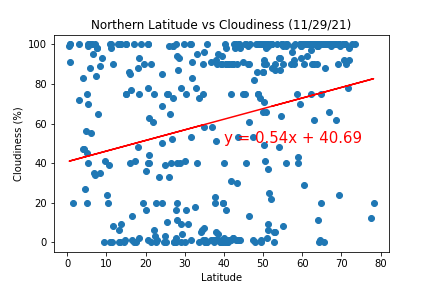 Northern Latitude vs Cloudiness (11/29/21)
100
80
60
40
20
0
Cloudiness (%)
y = 0.54x + 40.69
0 10 20 30 40 50 60 70 80
Latitude